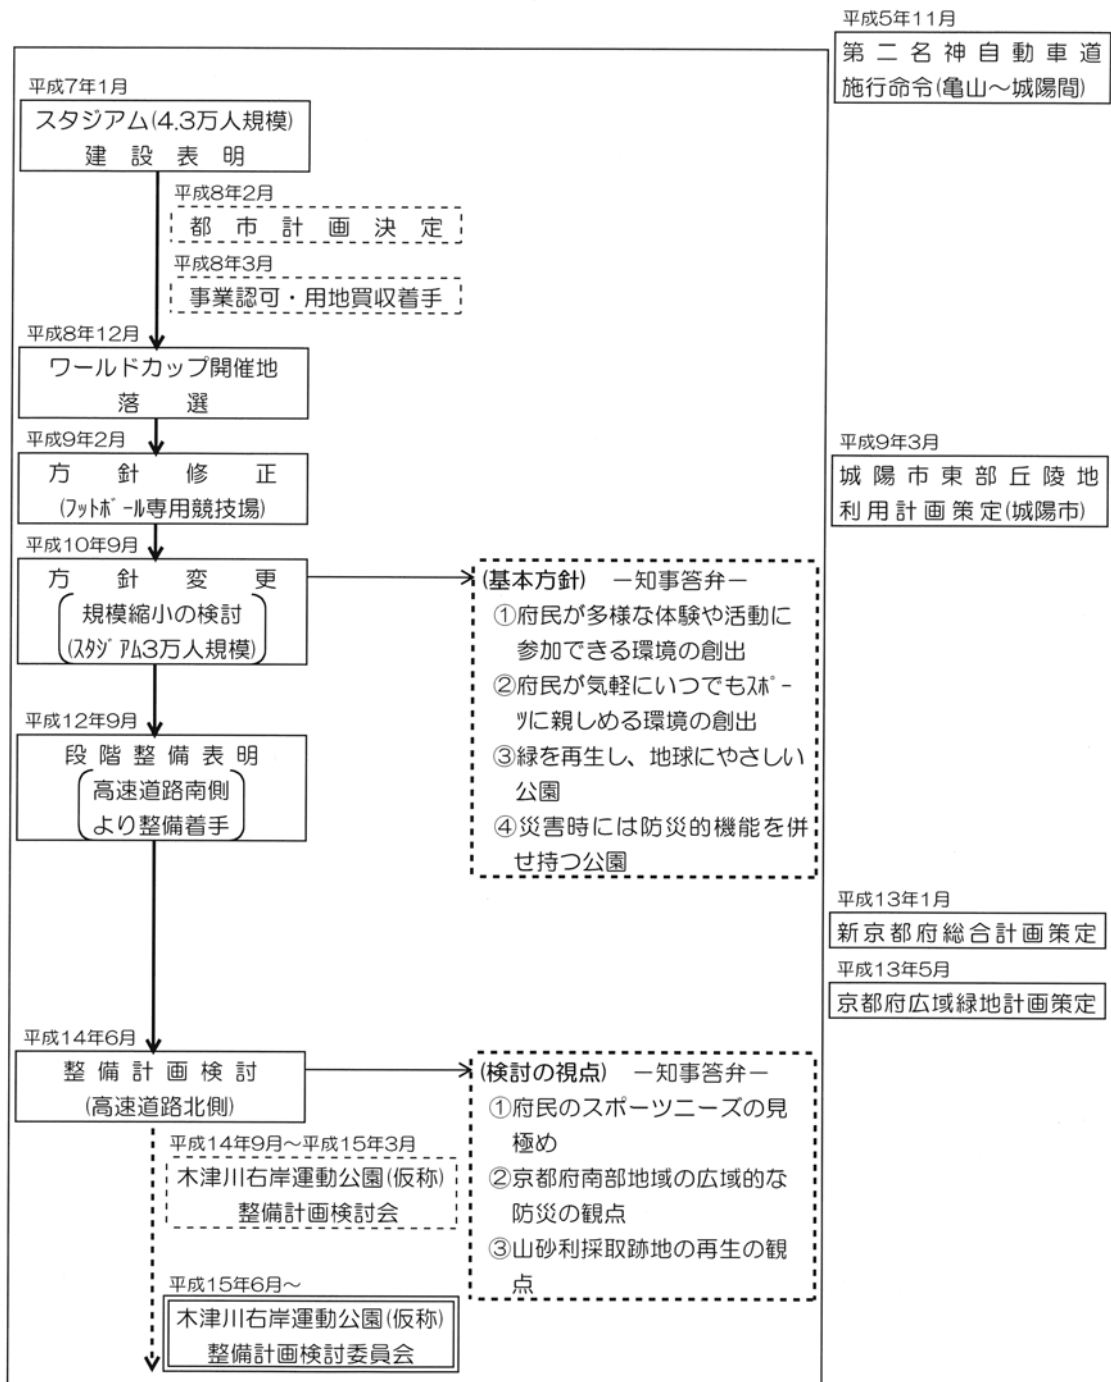 平成5年11月
第二名神自動車道
施行命令(亀山～城陽間)
平成7年1月
スタジアム(4.3万人規模)
建設表明
平成8年2月
都市計画決定
平成8年3月
事業認可・用地買収着手
平成8年12月
ワールドカップ開催地
落選
平成9年2月
方針修正
(フットボール専用競技場)
平成9年3月
城陽市東部丘陵地
利用計画策定(城陽市)
平成10年9月
方針変更
規模縮小の検討
(スタジアム3万人規模)
(基本方針) ー知事答弁ー
①府民が多様な体験や活動に
参加できる環境の創出
②府民が気軽にいつでもスポー
ツに親しめる環境の創出
③緑を再生し、地球にやさしい
公園
④災害時には防災的機能を併
せ持つ公園
平成12年9月
段階整備表明
高速道路南側
より整備着手
平成13年1月
新京都府総合計画策定
平成13年5月
京都府広域緑地計画策定
平成14年6月
整備計画検討
(高速道路北側)
(検討の視点) ー知事答弁ー
①府民のスポーツニーズの見
極め
②京都府南部地域の広域的な
防災の観点
③山砂利採取跡地の再生の観
点
平成14年9月～平成15年3月
木津川右岸運動公園(仮称)
整備計画検討会
平成15年6月～
木津川右岸運動公園(仮称)
整備計画検討委員会